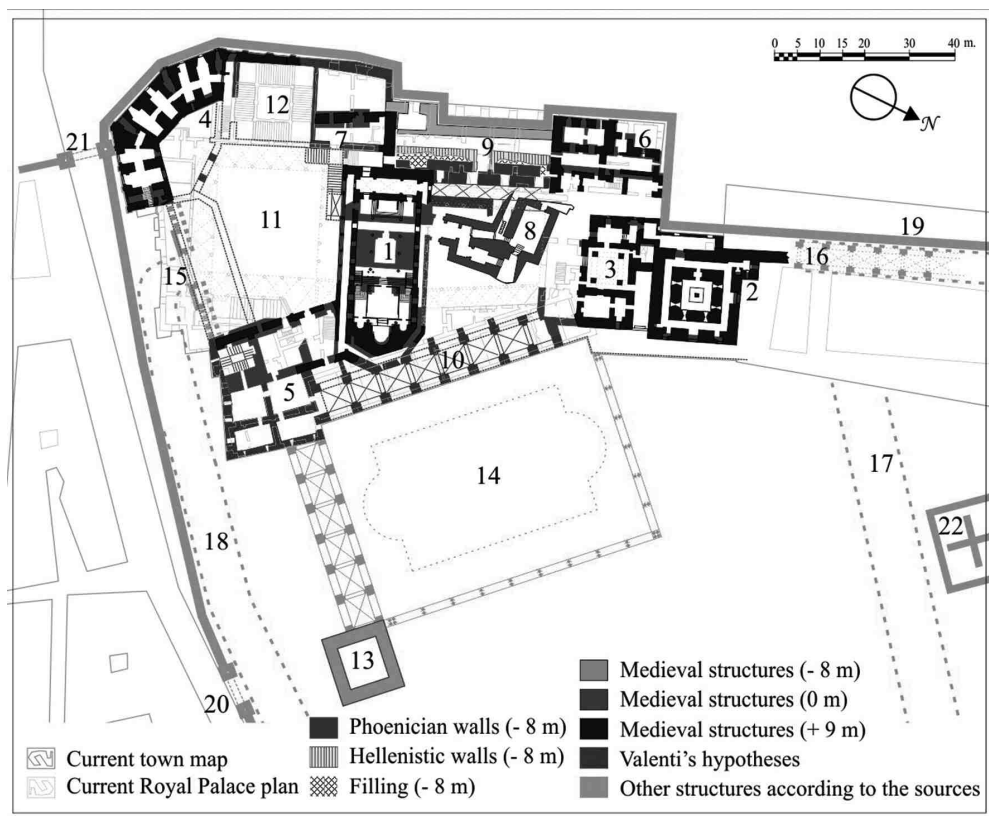 0 5 10 15 20 30 40 m.
N
21
12
4
7
9
6
11
1
8
3
2
19
16
15
10
5
14
17
18
22
13
20
Medieval structures (- 8 m)
Medieval structures (0 m)
Medieval structures (+ 9 m)
Valenti's hypotheses
Other structures according to the sources
Phoenician walls (- 8 m)
Hellenistic walls (- 8 m)
Filling (- 8 m)
Current town map
Current Royal Palace plan